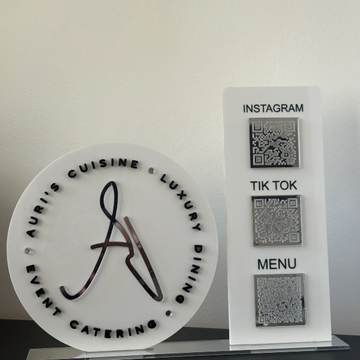 AURI'S CUISINE • LUXURY DINING • EVENT CATERING •
A
INSTAGRAM
TIK TOK
MENU